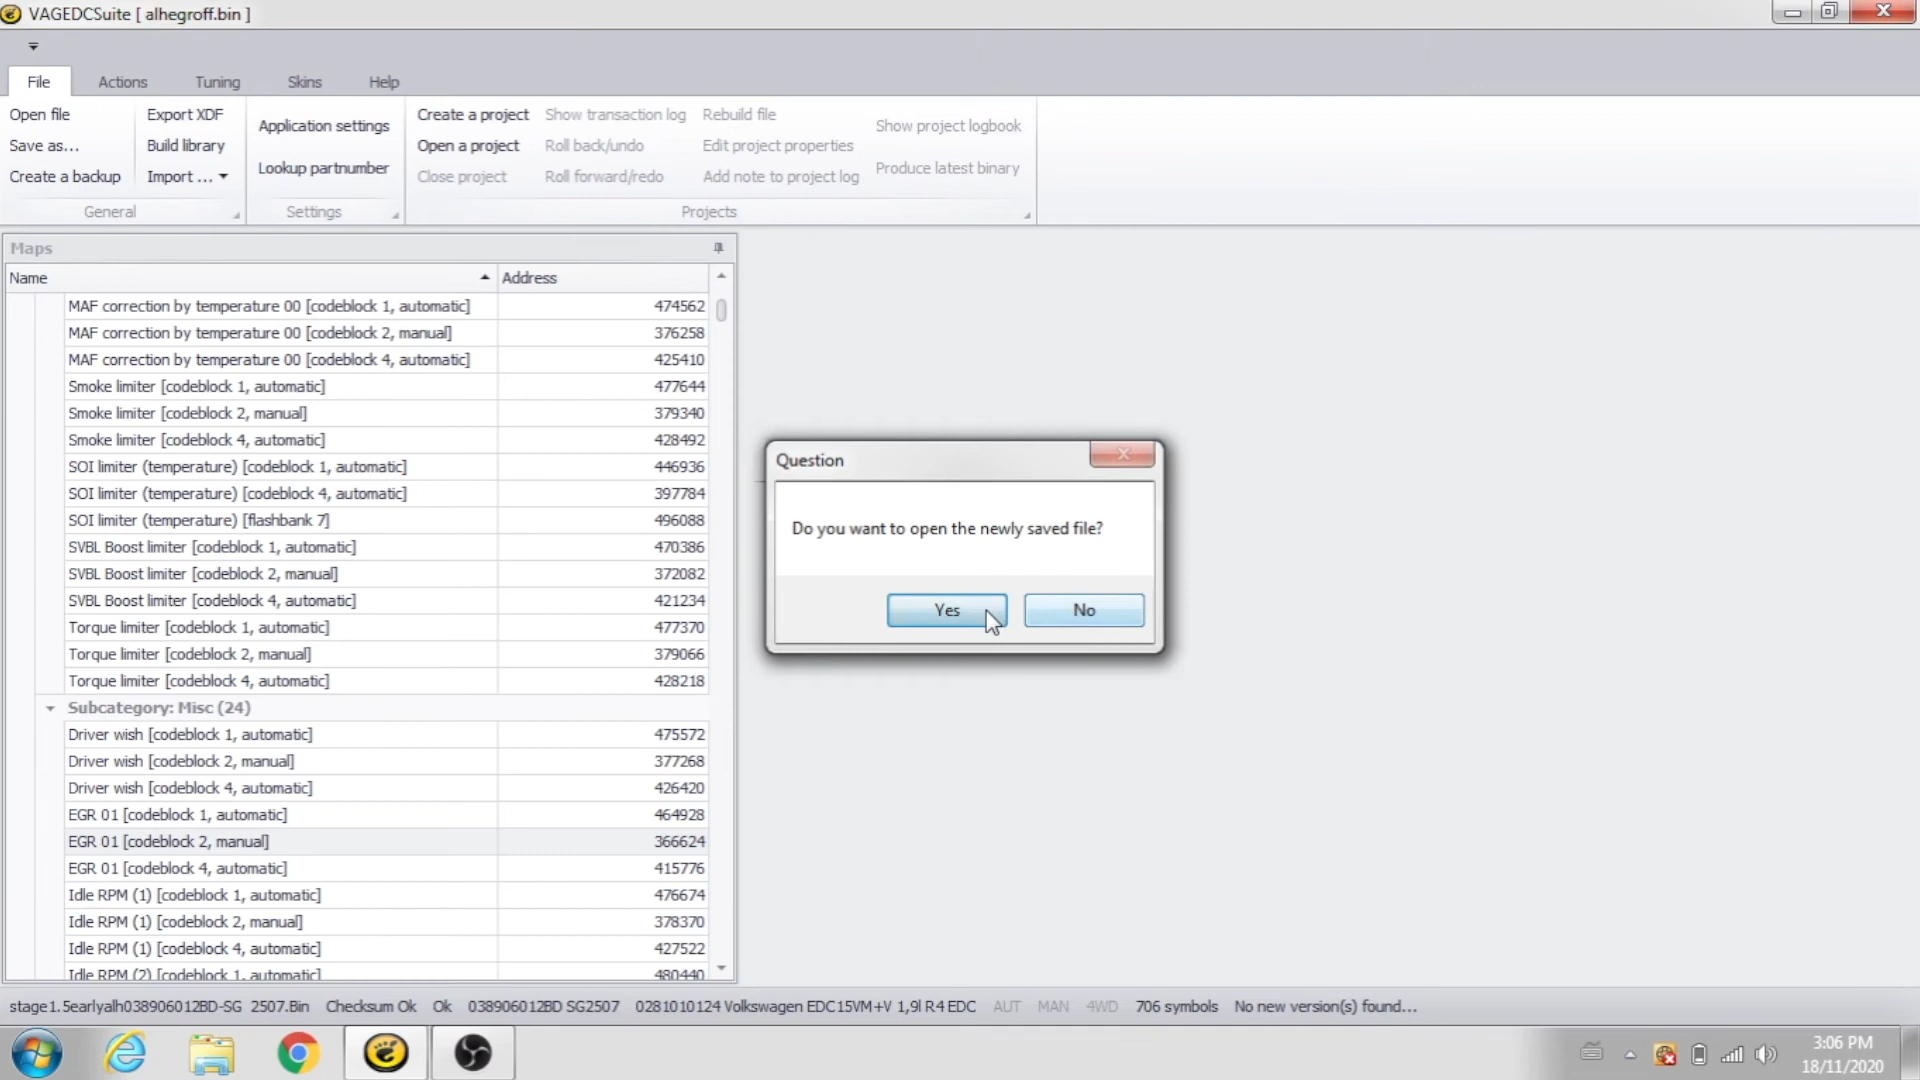 VAGEDCSuite [ alhegroff.bin ]
File Actions Tuning Skins Help
Open file
Save as...
Create a backup
General
Export XDF
Build library
Import ...
Application settings
Lookup partnumber
Settings
Create a project Show transaction log Rebuild file
Open a project Roll back/undo Edit project properties
Close project Roll forward/redo Add note to project log
Show project logbook
Produce latest binary
Projects
Maps
Name Address
MAF correction by temperature 00 [codeblock 1, automatic] 474562
MAF correction by temperature 00 [codeblock 2, manual] 376258
MAF correction by temperature 00 [codeblock 4, automatic] 425410
Smoke limiter [codeblock 1, automatic] 477644
Smoke limiter [codeblock 2, manual] 379340
Smoke limiter [codeblock 4, automatic] 428492
SOI limiter (temperature) [codeblock 1, automatic] 446936
SOI limiter (temperature) [codeblock 4, automatic] 397784
SOI limiter (temperature) [flashbank 7] 496088
SVBL Boost limiter [codeblock 1, automatic] 470386
SVBL Boost limiter [codeblock 2, manual] 372082
SVBL Boost limiter [codeblock 4, automatic] 421234
Torque limiter [codeblock 1, automatic] 477370
Torque limiter [codeblock 2, manual] 379066
Torque limiter [codeblock 4, automatic] 428218
Subcategory: Misc (24)
Driver wish [codeblock 1, automatic] 475572
Driver wish [codeblock 2, manual] 377268
Driver wish [codeblock 4, automatic] 426420
EGR 01 [codeblock 1, automatic] 464928
EGR 01 [codeblock 2, manual] 366624
EGR 01 [codeblock 4, automatic] 415776
Idle RPM (1) [codeblock 1, automatic] 476674
Idle RPM (1) [codeblock 2, manual] 378370
Idle RPM (1) [codeblock 4, automatic] 427522
Idle RPM (2) [codeblock 1, automatic] 480440
Question
Do you want to open the newly saved file?
Yes No
stage1.5earlyalh038906012BD-SG 2507.Bin Checksum Ok Ok 038906012BD SG2507 0281010124 Volkswagen EDC15VM+V 1,9l R4 EDC AUT MAN 4WD 706 symbols No new version(s) found...
3:06 PM
18/11/2020